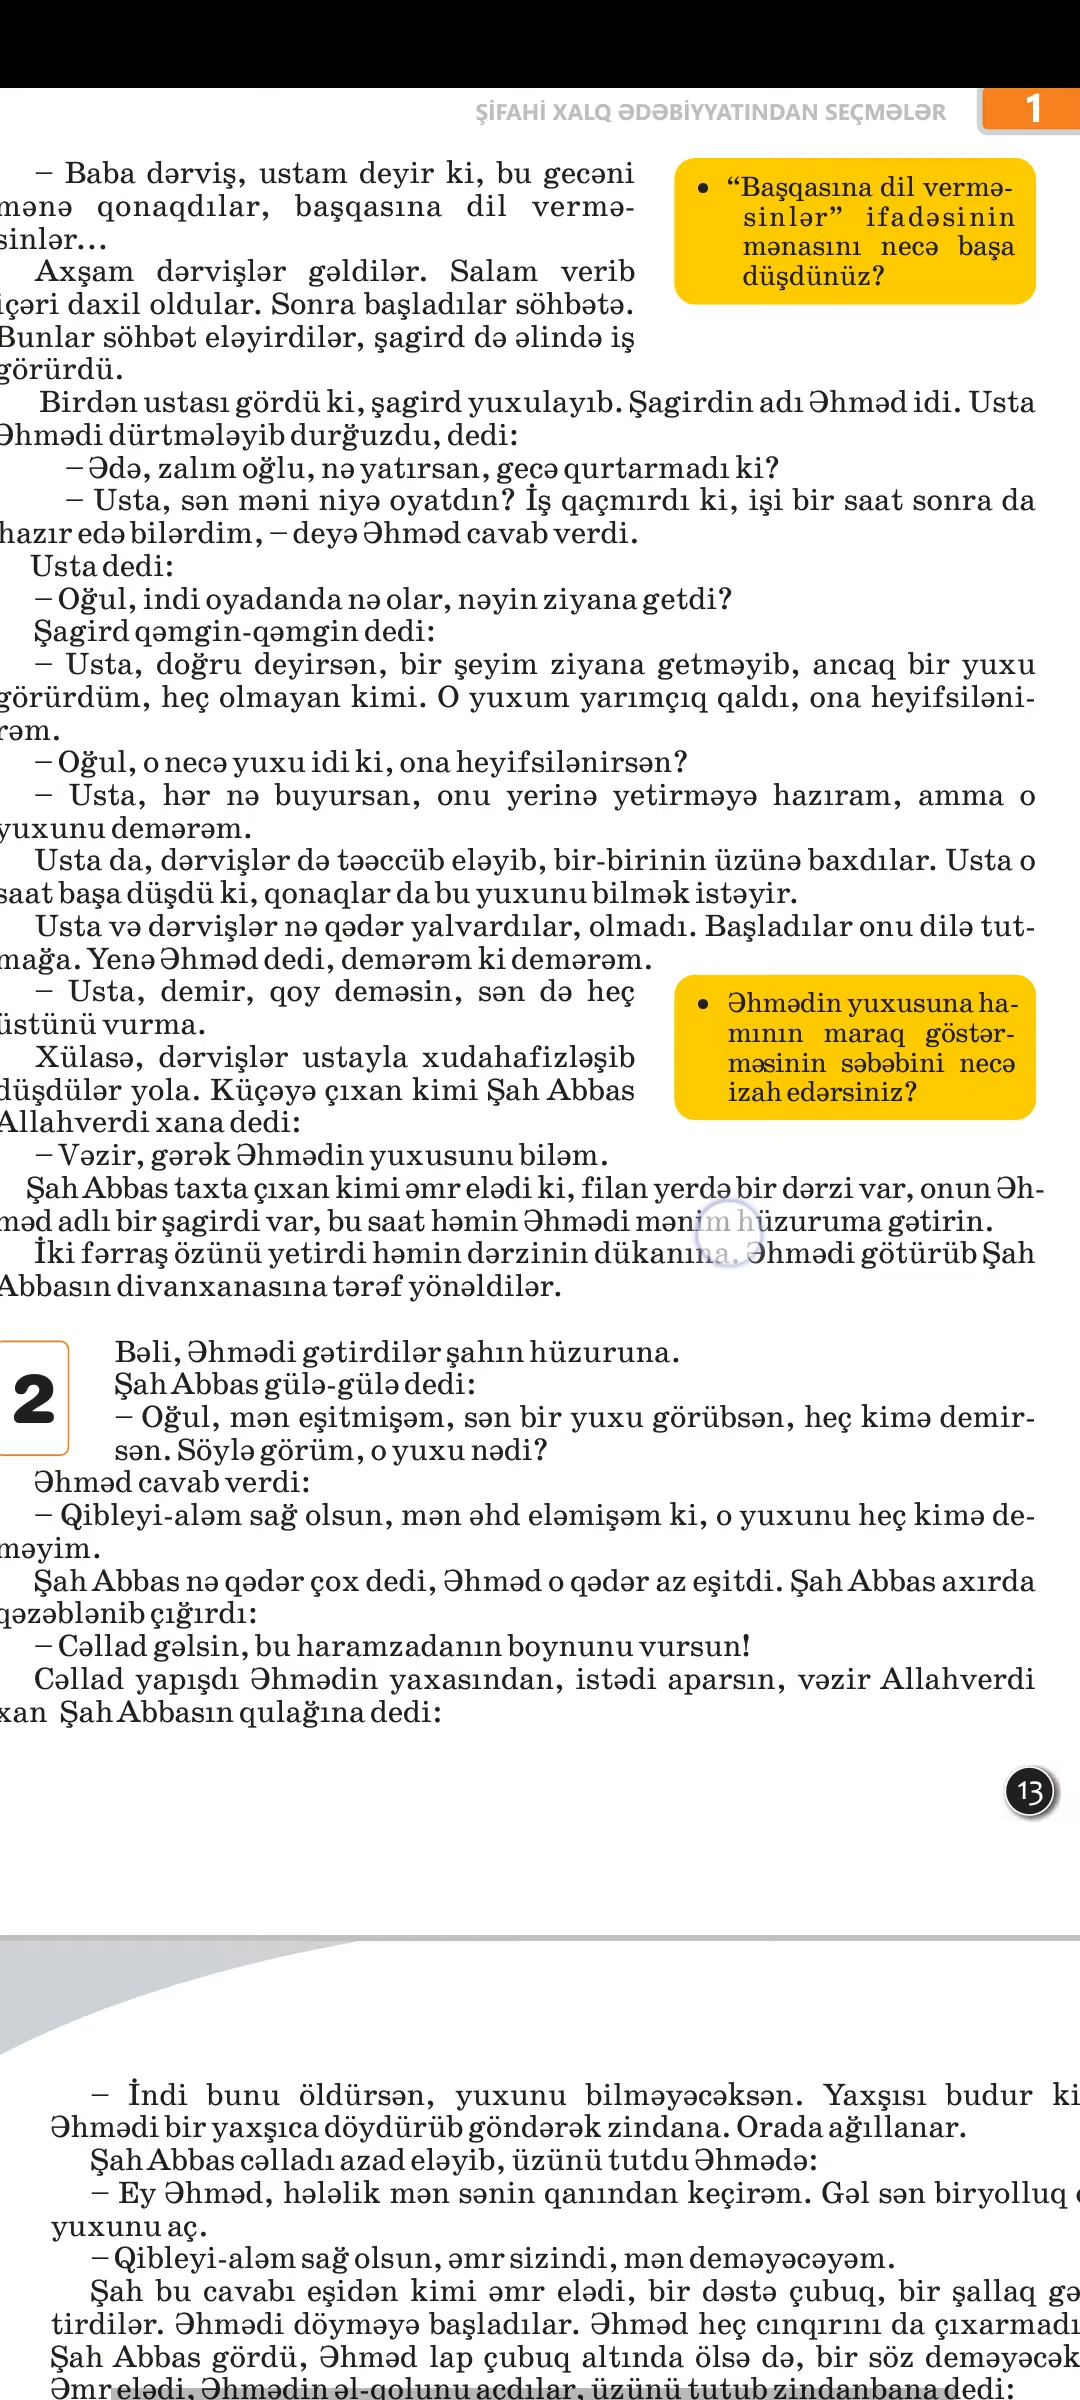 ŞİFAHİ XALQ ƏDƏBİYYATINDAN SEÇMƏLƏR
1
– Baba dərviş, ustam deyir ki, bu gecəni
mənə qonaqdılar, başqasına dil vermə-
sinlər...
• “Başqasına dil vermə-
sinlər” ifadəsinin
mənasını necə başa
düşdünüz?
Axşam dərvişlər gəldilər. Salam verib
içəri daxil oldular. Sonra başladılar söhbətə.
Bunlar söhbət eləyirdilər, şagird də əlində iş
görürdü.
Birdən ustası gördü ki, şagird yuxulayıb. Şagirdin adı Əhməd idi. Usta
Əhmədi dürtmələyib durğuzdu, dedi:
– Ədə, zalım oğlu, nə yatırsan, gecə qurtarmadı ki?
– Usta, sən məni niyə oyatdın? İş qaçmırdı ki, işi bir saat sonra da
hazır edə bilərdim, – deyə Əhməd cavab verdi.
Usta dedi:
– Oğul, indi oyadanda nə olar, nəyin ziyana getdi?
Şagird qəmgin-qəmgin dedi:
– Usta, doğru deyirsən, bir şeyim ziyana getməyib, ancaq bir yuxu
görürdüm, heç olmayan kimi. O yuxum yarımçıq qaldı, ona heyifsiləni-
rəm.
– Oğul, o necə yuxu idi ki, ona heyifsilənirsən?
– Usta, hər nə buyursan, onu yerinə yetirməyə hazıram, amma o
yuxunu demərəm.
Usta da, dərvişlər də təəccüb eləyib, bir-birinin üzünə baxdılar. Usta o
saat başa düşdü ki, qonaqlar da bu yuxunu bilmək istəyir.
Usta və dərvişlər nə qədər yalvardılar, olmadı. Başladılar onu dilə tut-
mağa. Yenə Əhməd dedi, demərəm ki demərəm.
– Usta, demir, qoy deməsin, sən də heç
üstünü vurma.
• Əhmədin yuxusuna ha-
mının maraq göstər-
məsinin səbəbini necə
izah edərsiniz?
Xülasə, dərvişlər ustayla xudahafizləşib
düşdülər yola. Küçəyə çıxan kimi Şah Abbas
Allahverdi xana dedi:
– Vəzir, gərək Əhmədin yuxusunu biləm.
Şah Abbas taxta çıxan kimi əmr elədi ki, filan yerdə bir dərzi var, onun Əh-
məd adlı bir şagirdi var, bu saat həmin Əhmədi mənim hüzuruma gətirin.
İki fərraş özünü yetirdi həmin dərzinin dükanına. Əhmədi götürüb Şah
Abbasın divanxanasına tərəf yönəldilər.
2
Bəli, Əhmədi gətirdilər şahın hüzuruna.
Şah Abbas gülə-gülə dedi:
– Oğul, mən eşitmişəm, sən bir yuxu görübsən, heç kimə demir-
sən. Söylə görüm, o yuxu nədi?
Əhməd cavab verdi:
– Qibleyi-aləm sağ olsun, mən əhd eləmişəm ki, o yuxunu heç kimə de-
məyim.
Şah Abbas nə qədər çox dedi, Əhməd o qədər az eşitdi. Şah Abbas axırda
qəzəblənib çığırdı:
– Cəllad gəlsin, bu haramzadanın boynunu vursun!
Cəllad yapışdı Əhmədin yaxasından, istədi aparsın, vəzir Allahverdi
xan Şah Abbasın qulağına dedi:
13
– İndi bunu öldürsən, yuxunu bilməyəcəksən. Yaxşısı budur ki
Əhmədi bir yaxşıca döydürüb göndərək zindana. Orada ağıllanar.
Şah Abbas cəlladı azad eləyib, üzünü tutdu Əhmədə:
– Ey Əhməd, hələlik mən sənin qanından keçirəm. Gəl sən biryolluq
yuxunu aç.
– Qibleyi-aləm sağ olsun, əmr sizindi, mən deməyəcəyəm.
Şah bu cavabı eşidən kimi əmr elədi, bir dəstə çubuq, bir şallaq gə
tirdilər. Əhmədi döyməyə başladılar. Əhməd heç cınqırını da çıxarmadı
Şah Abbas gördü, Əhməd lap çubuq altında ölsə də, bir söz deməyəcək
Əmr elədi, Əhmədin əl-qolunu açdılar, üzünü tutub zindanbana dedi: